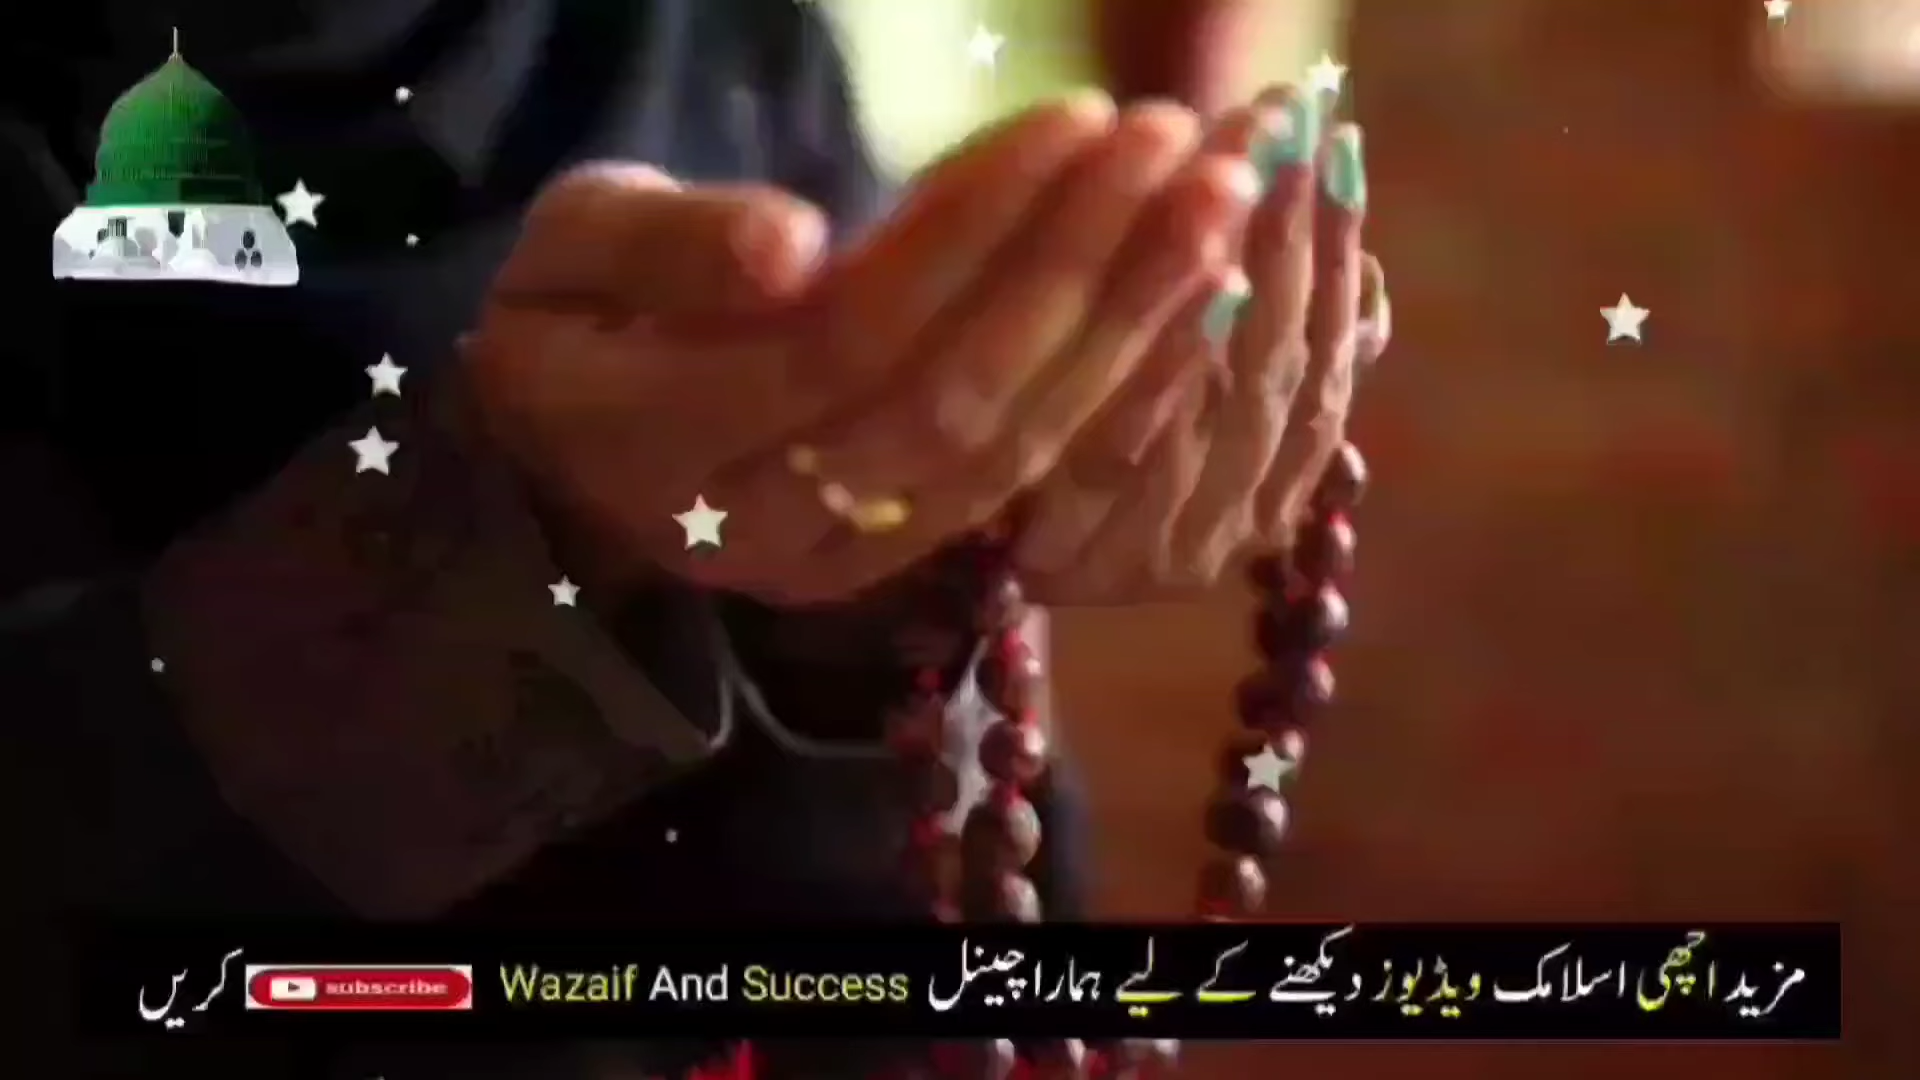 مزید اچھی اسلامک ویڈیوز دیکھنے کے لیے ہمارا چینل Wazaif And Success subscribe کریں